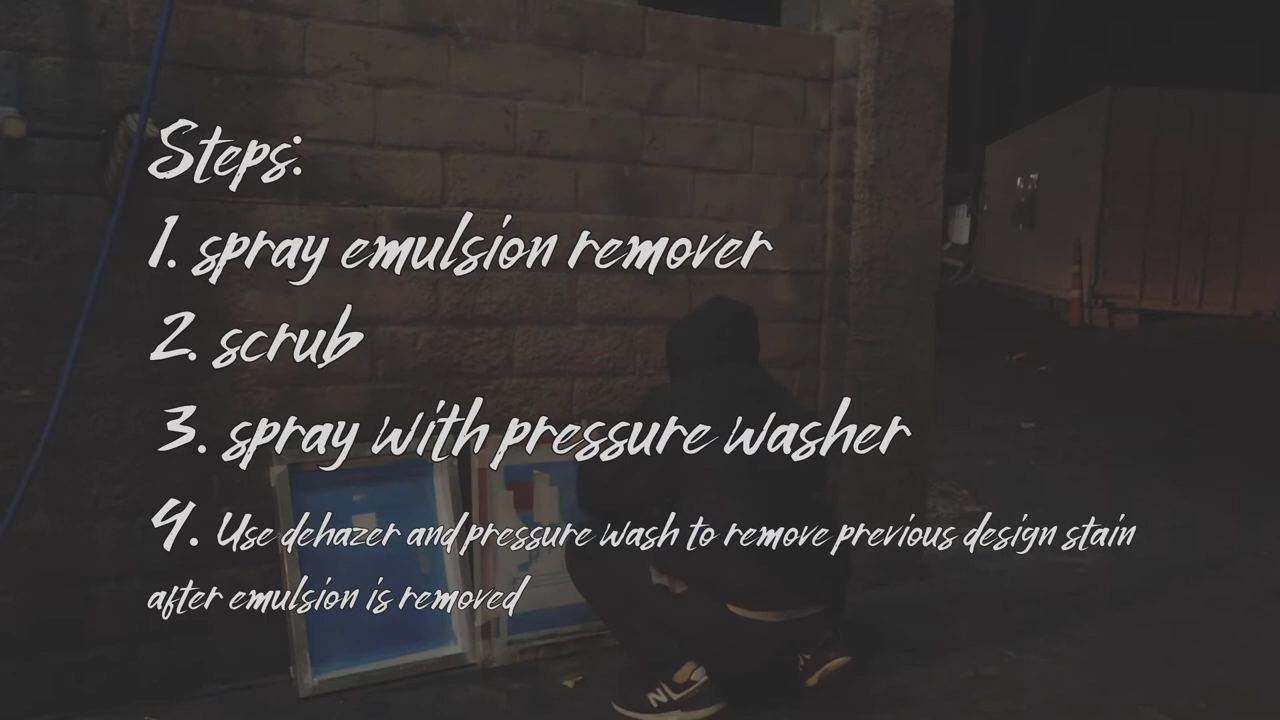 Steps:
1. spray emulsion remover
2. scrub
3. spray with pressure washer
4. Use dehazer and pressure wash to remove previous design stain
after emulsion is removed